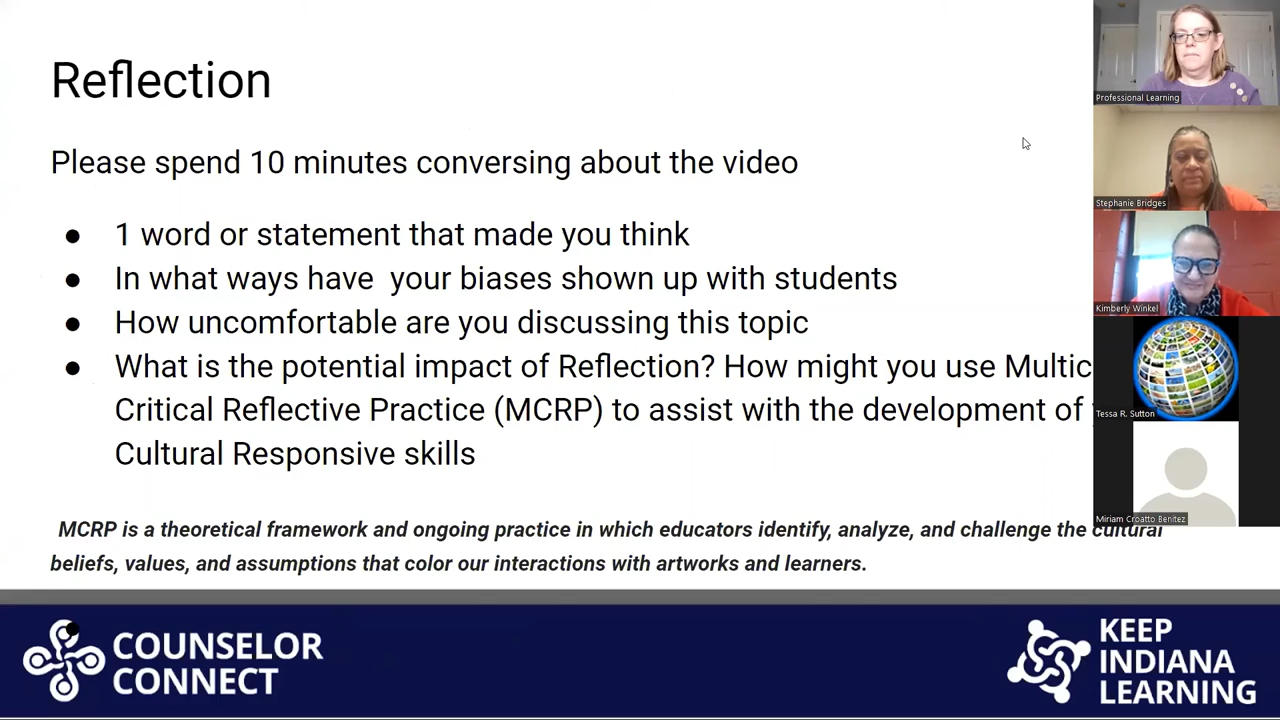 Reflection
Please spend 10 minutes conversing about the video
● 1 word or statement that made you think
● In what ways have your biases shown up with students
● How uncomfortable are you discussing this topic
● What is the potential impact of Reflection? How might you use Multic
Critical Reflective Practice (MCRP) to assist with the development of
Cultural Responsive skills
MCRP is a theoretical framework and ongoing practice in which educators identify, analyze, and challenge the cultural
beliefs, values, and assumptions that color our interactions with artworks and learners.
Professional Learning
Stephanie Bridges
Kimberly Winkel
Tessa R. Sutton
Miriam Croatto Benitez
COUNSELOR
CONNECT
KEEP
INDIANA
LEARNING